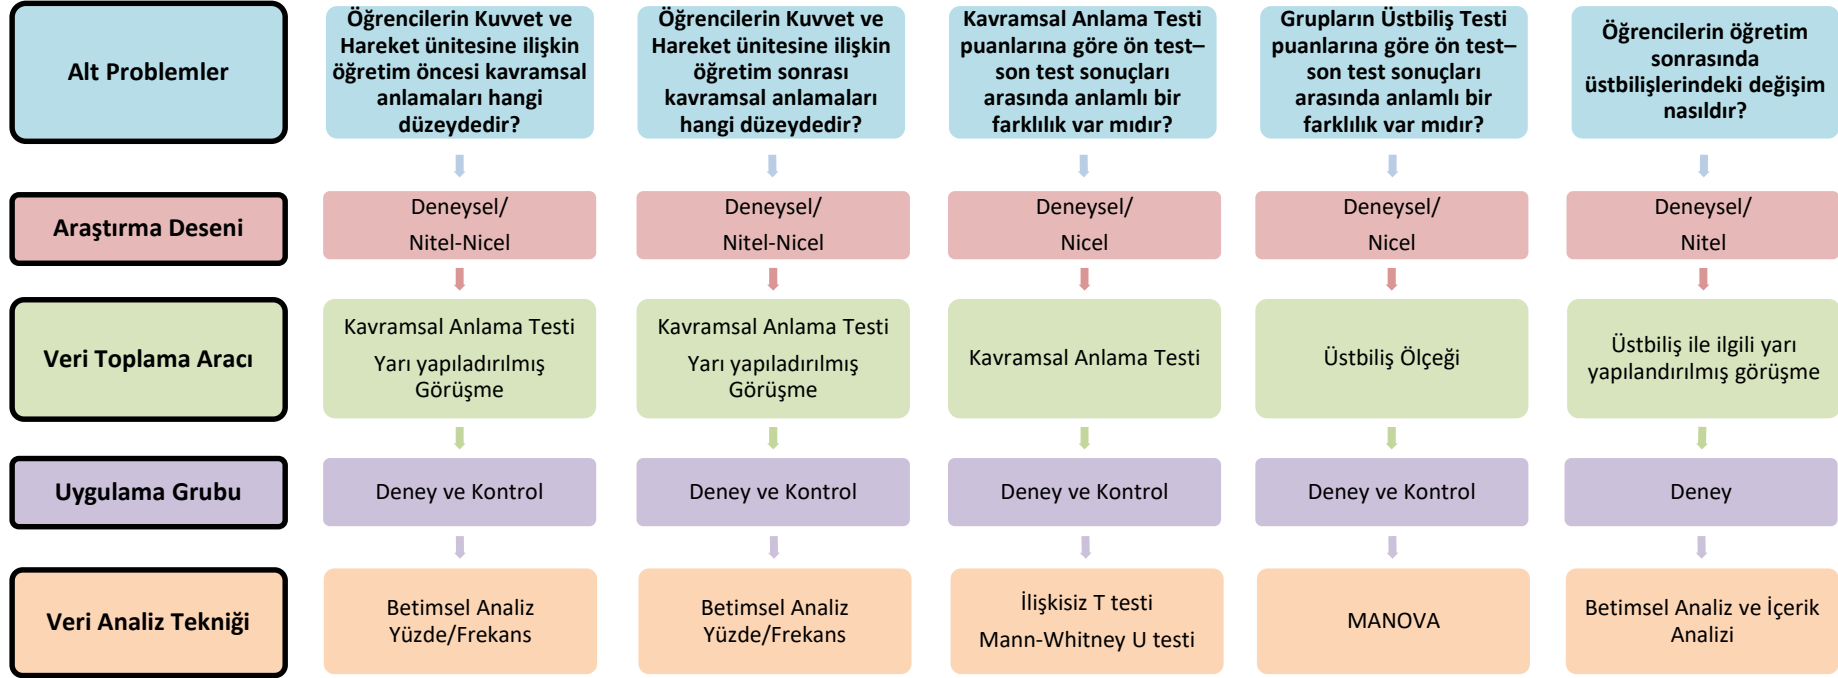 Alt Problemler
Öğrencilerin Kuvvet ve
Hareket ünitesine ilişkin
öğretim öncesi kavramsal
anlamaları hangi
düzeydedir?
Öğrencilerin Kuvvet ve
Hareket ünitesine ilişkin
öğretim sonrası
kavramsal anlamaları
hangi düzeydedir?
Kavramsal Anlama Testi
puanlarına göre ön test–
son test sonuçları
arasında anlamlı bir
farklılık var mıdır?
Grupların Üstbiliş Testi
puanlarına göre ön test–
son test sonuçları
arasında anlamlı bir
farklılık var mıdır?
Öğrencilerin öğretim
sonrasında
üstbilişlerindeki değişim
nasıldır?
Araştırma Deseni
Deneysel/
Nitel-Nicel
Deneysel/
Nitel-Nicel
Deneysel/
Nicel
Deneysel/
Nicel
Deneysel/
Nitel
Veri Toplama Aracı
Kavramsal Anlama Testi
Yarı yapıladırılmış
Görüşme
Kavramsal Anlama Testi
Yarı yapıladırılmış
Görüşme
Kavramsal Anlama Testi
Üstbiliş Ölçeği
Üstbiliş ile ilgili yarı
yapılandırılmış görüşme
Uygulama Grubu
Deney ve Kontrol
Deney ve Kontrol
Deney ve Kontrol
Deney ve Kontrol
Deney
Veri Analiz Tekniği
Betimsel Analiz
Yüzde/Frekans
Betimsel Analiz
Yüzde/Frekans
İlişkisiz T testi
Mann-Whitney U testi
MANOVA
Betimsel Analiz ve İçerik
Analizi